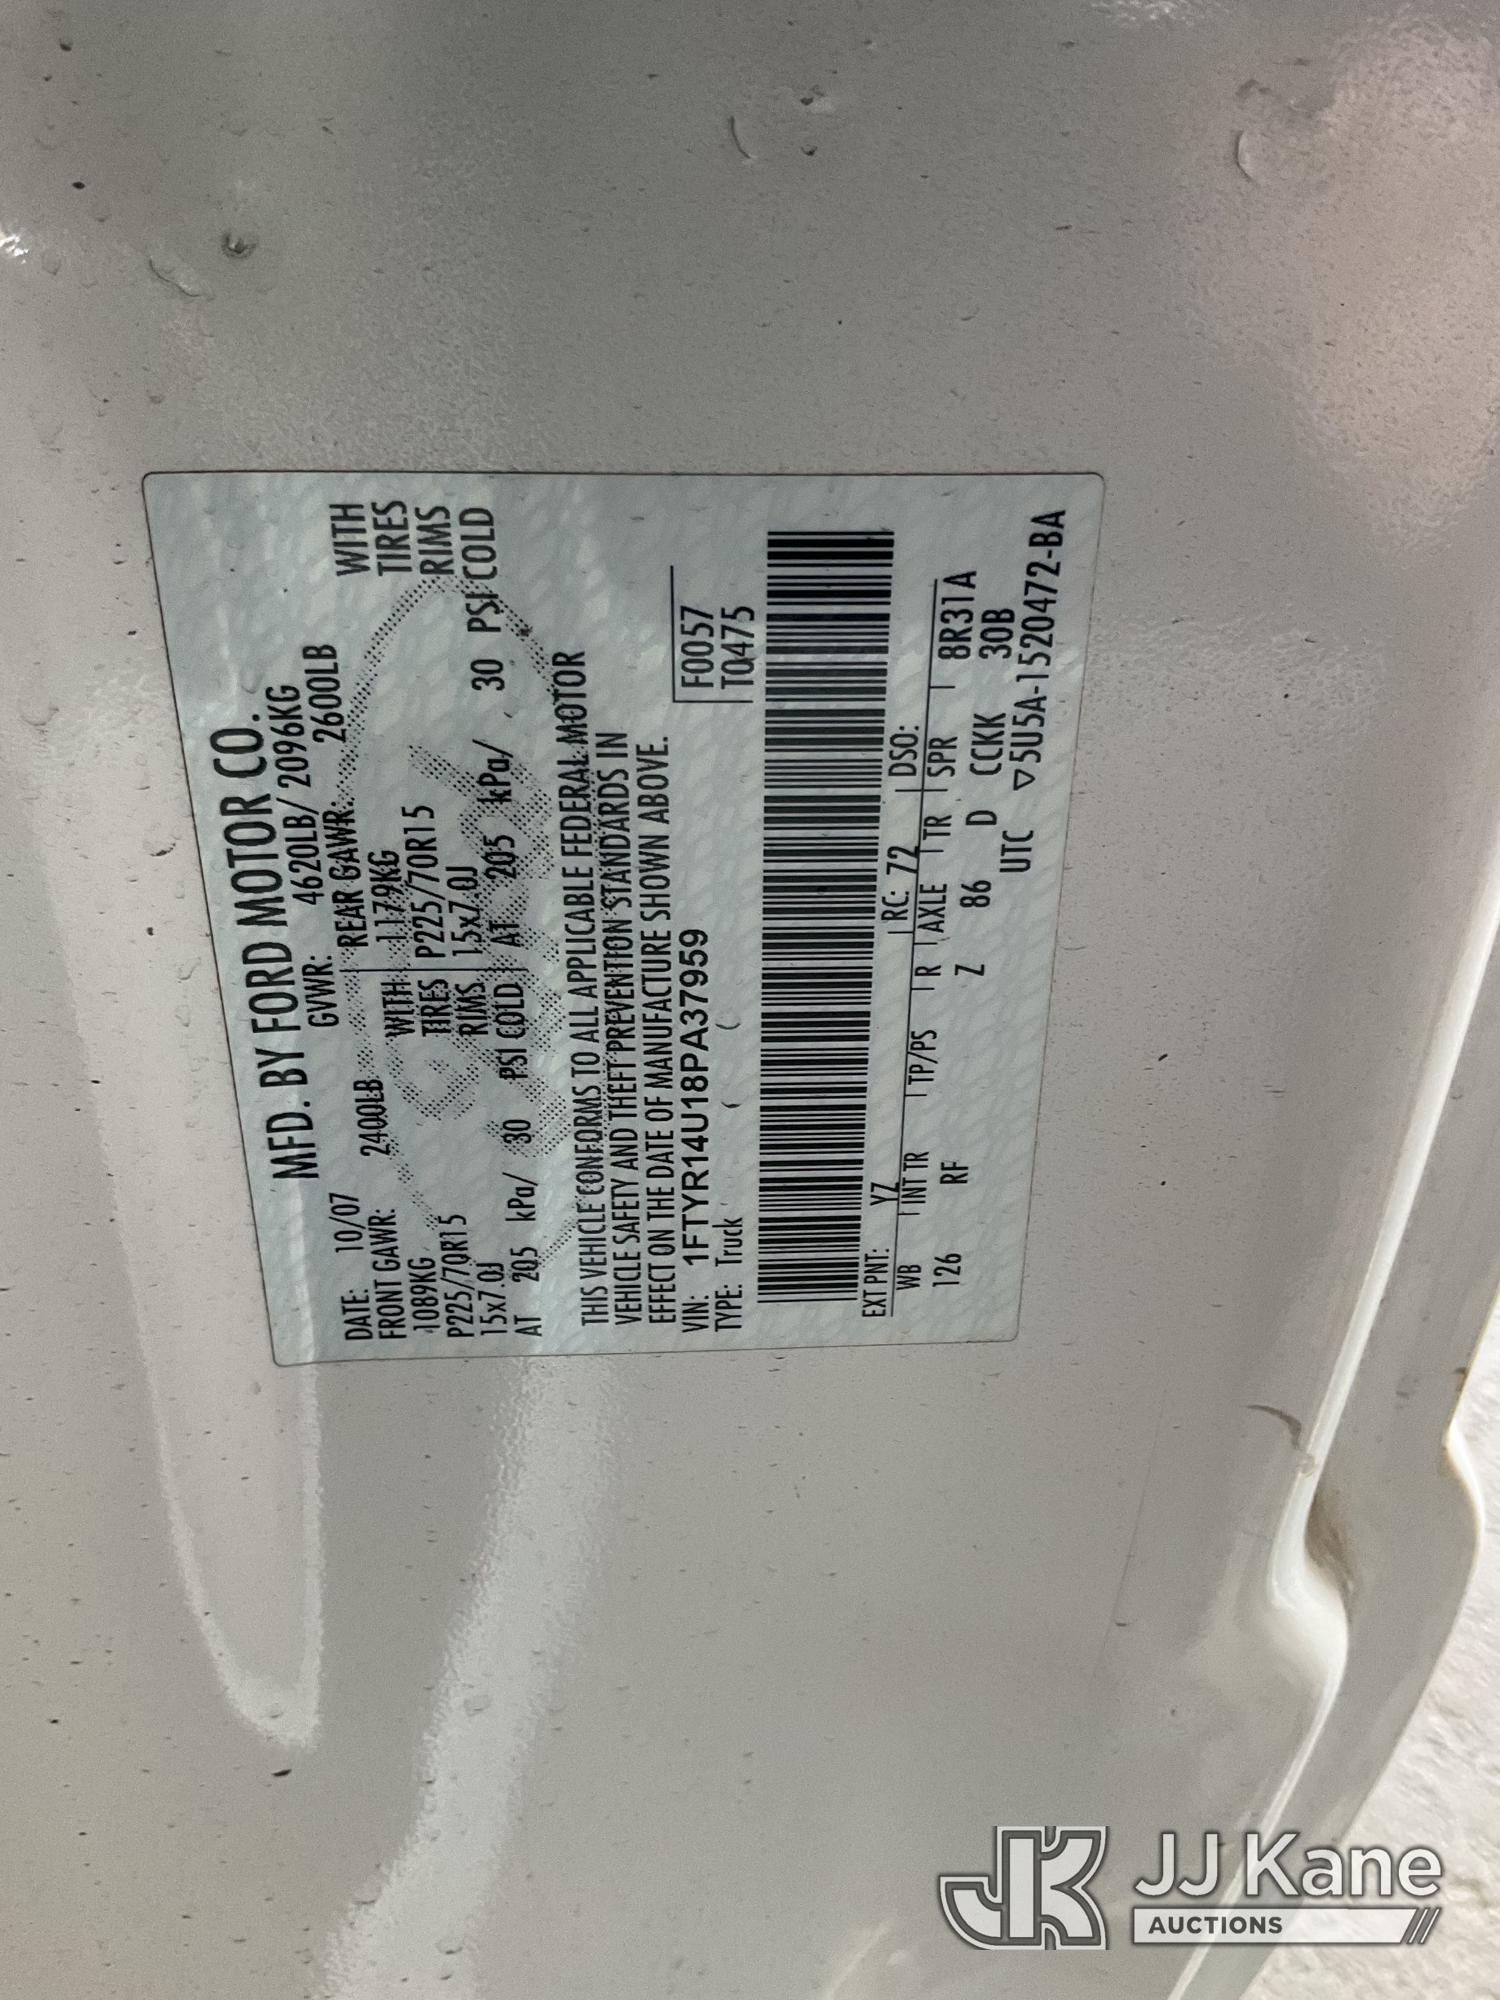 MFD. BY FORD MOTOR CO.
DATE: 10/07 GVWR: 4620LB/ 2096KG
FRONT GAWR: 2400LB REAR GAWR: 2600LB
1089KG WITH 1179KG WITH
P225/70R15 TIRES P225/70R15 TIRES
15x7.0J RIMS 15x7.0J RIMS
AT 205 kPa/ 30 PSI COLD AT 205 kPa/ 30 PSI COLD
THIS VEHICLE CONFORMS TO ALL APPLICABLE FEDERAL MOTOR
VEHICLE SAFETY AND THEFT PREVENTION STANDARDS IN
EFFECT ON THE DATE OF MANUFACTURE SHOWN ABOVE.
VIN: 1FTYR14U18PA37959 F0057
TYPE: Truck T0475
EXT PNT: YZ RC: 72 DSO:
WB INT TR TP/PS R AXLE TR SPR 8R31A
126 RF Z 86 D CCKK 30B
UTC ▽5U5A-1520472-BA
JK JJ Kane
AUCTIONS